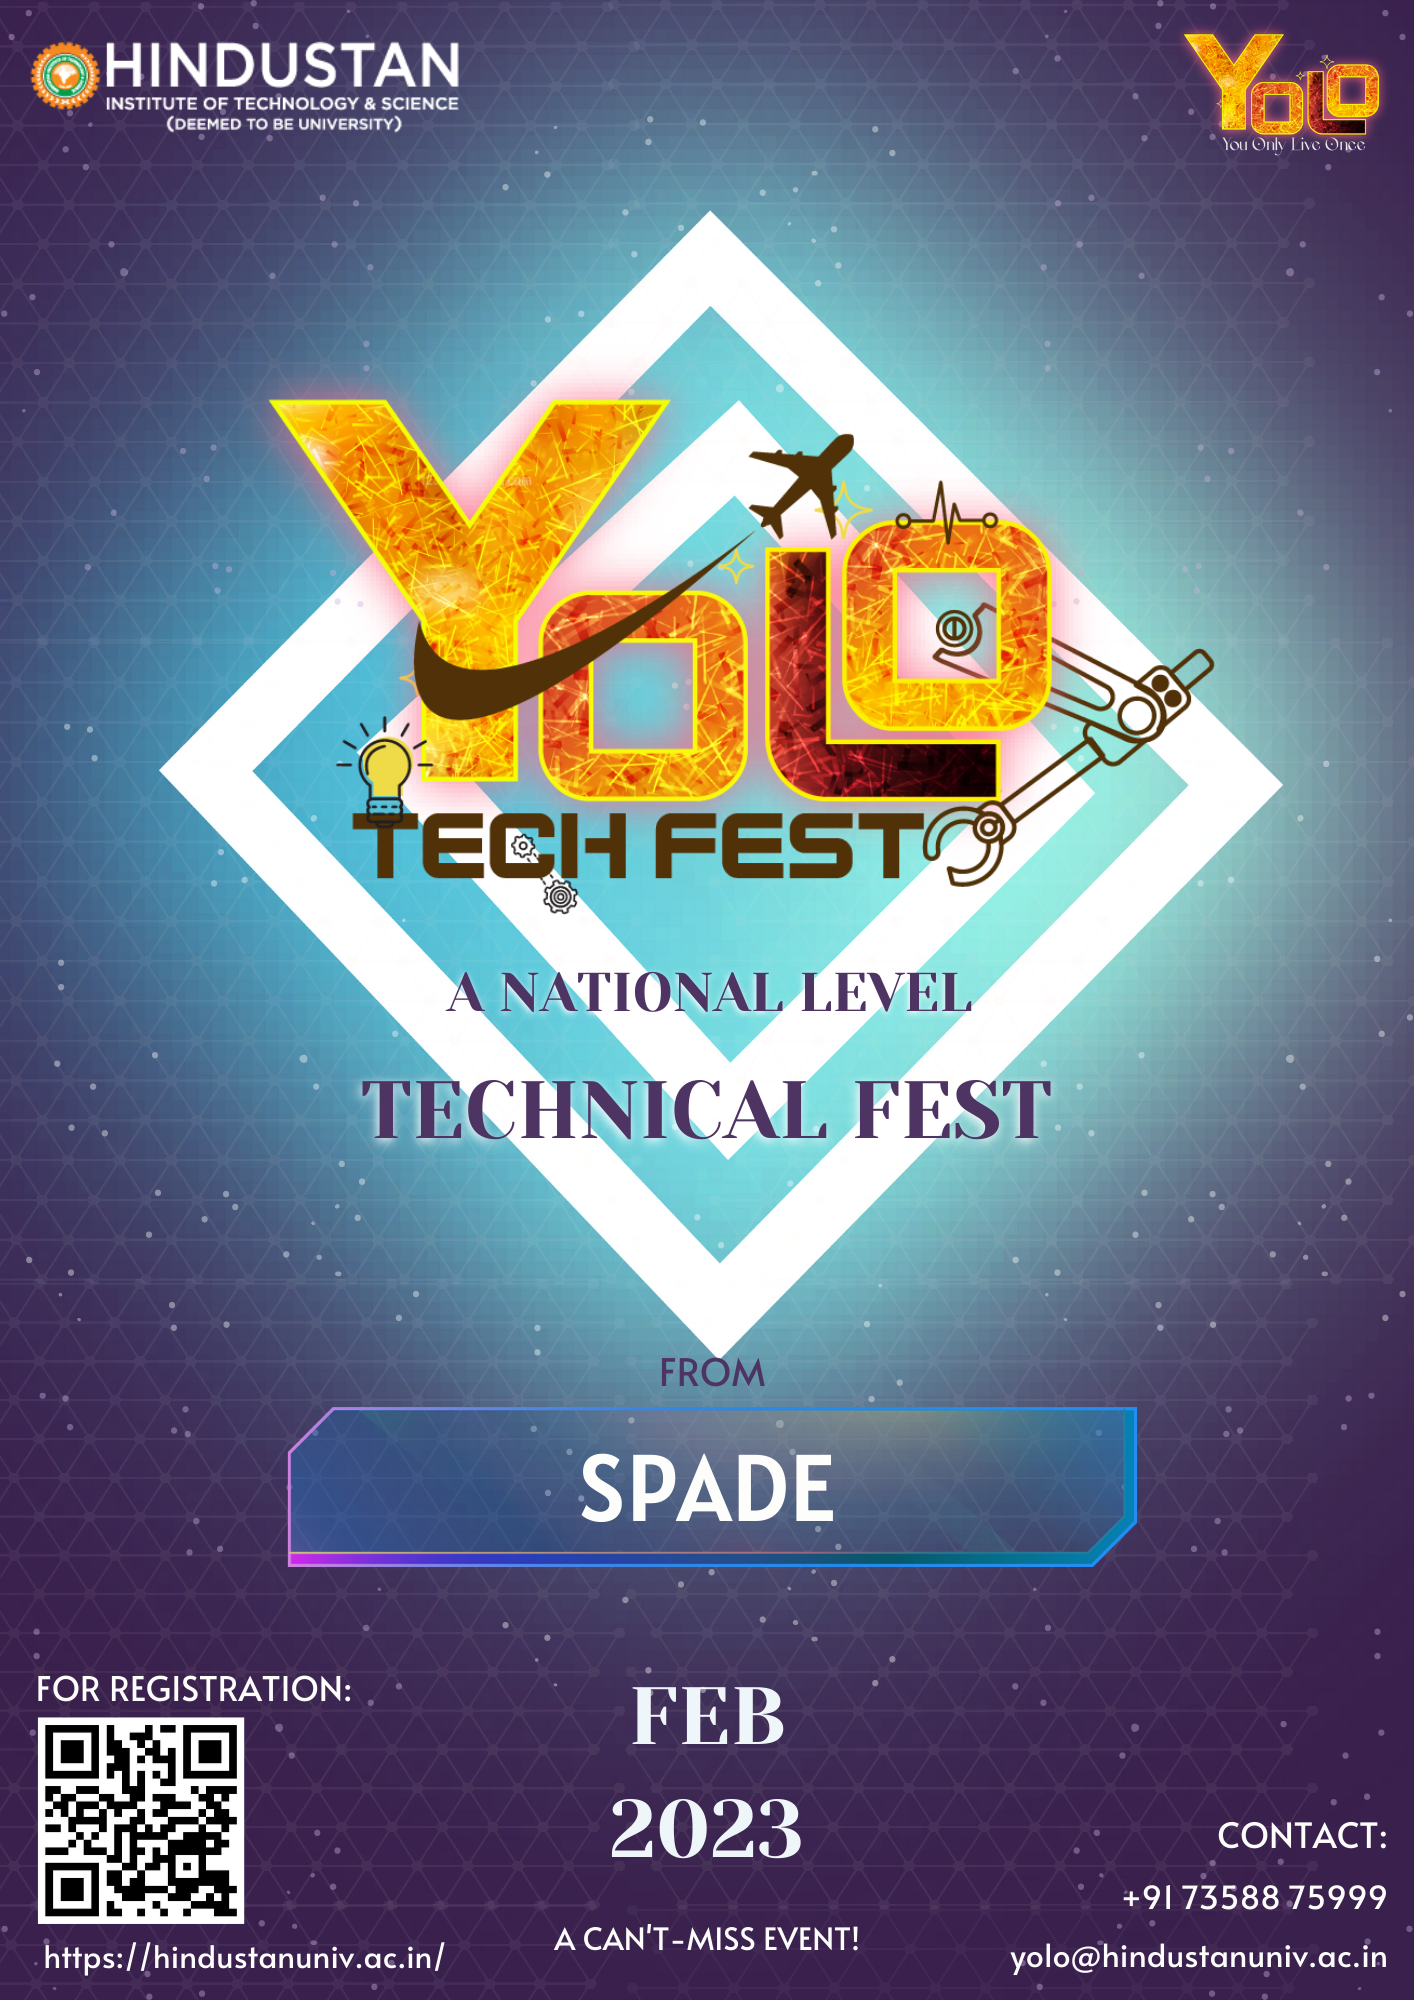 HINDUSTAN
INSTITUTE OF TECHNOLOGY & SCIENCE
(DEEMED TO BE UNIVERSITY)
YOLO
You Only Live Once
YOLO
TECH FEST
A NATIONAL LEVEL
TECHNICAL FEST
FROM
SPADE
FOR REGISTRATION:
https://hindustanuniv.ac.in/
FEB
2023
A CAN'T-MISS EVENT!
CONTACT:
+91 73588 75999
yolo@hindustanuniv.ac.in